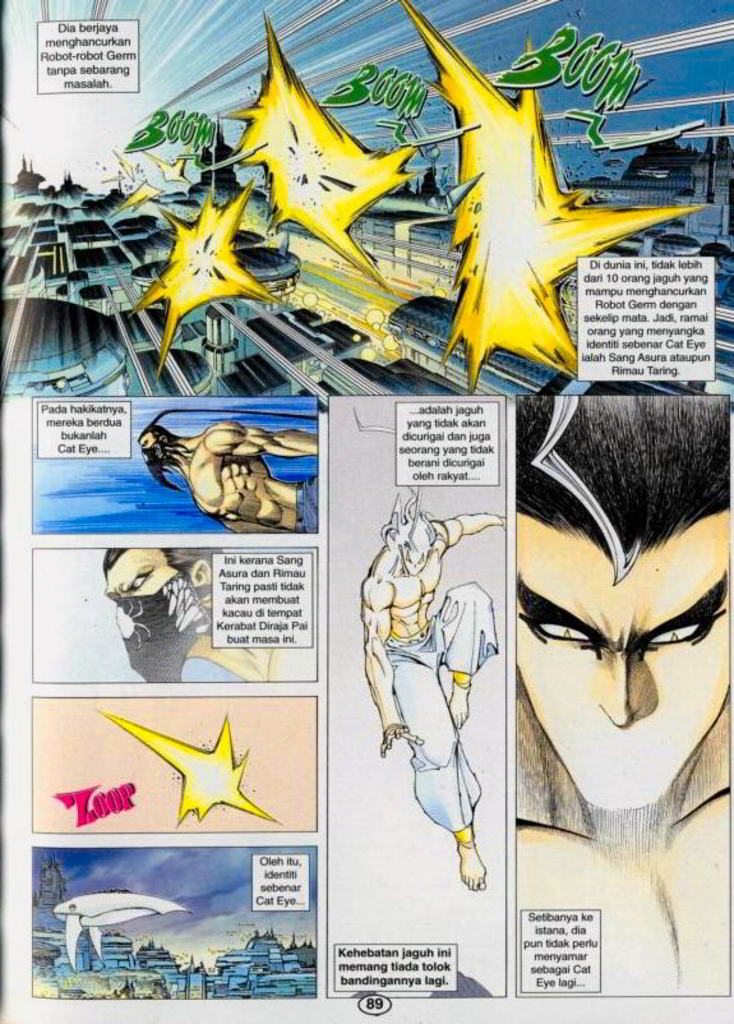 Dia berjaya
menghancurkan
Robot-robot Germ
tanpa sebarang
masalah.
BOOM
BOOM
BOOM
Di dunia ini, tidak lebih
dari 10 orang jaguh yang
mampu menghancurkan
Robot Germ dengan
sekelip mata. Jadi, ramai
orang yang menyangka
identiti sebenar Cat Eye
ialah Sang Asura ataupun
Rimau Taring.
Pada hakikatnya,
mereka berdua
bukanlah
Cat Eye....
Ini kerana Sang
Asura dan Rimau
Taring pasti tidak
akan membuat
kacau di tempat
Kerabat Diraja Pai
buat masa ini.
ZOOP
Oleh itu,
identiti
sebenar
Cat Eye...
...adalah jaguh
yang tidak akan
dicurigai dan juga
seorang yang tidak
berani dicurigai
oleh rakyat....
Kehebatan jaguh ini
memang tiada tolok
bandingannya lagi.
Setibanya ke
istana, dia
pun tidak perlu
menyamar
sebagai Cat
Eye lagi...
89